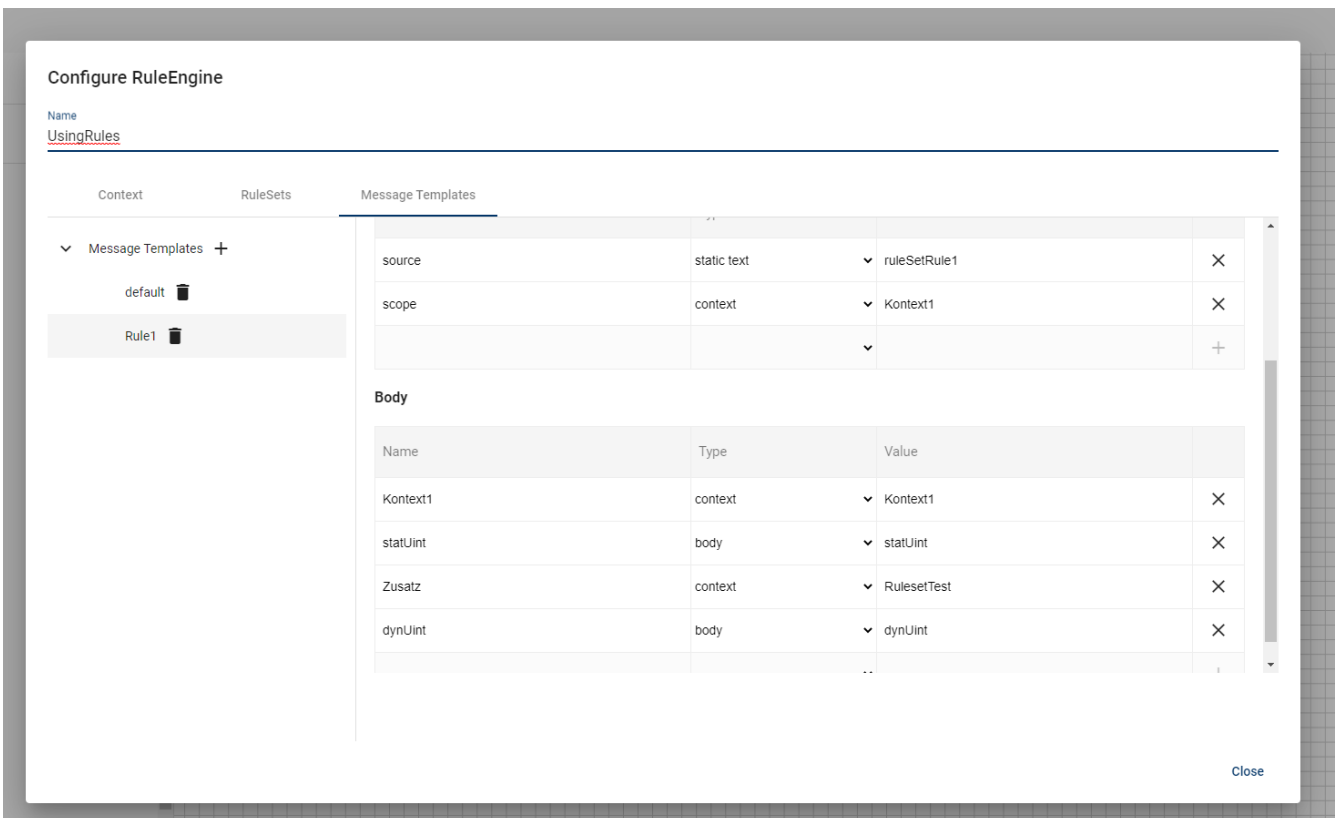 Configure RuleEngine
Name
UsingRules
Context RuleSets Message Templates
Message Templates
source static text ruleSetRule1
default
scope context Kontext1
Rule1
Body
Name Type Value
Kontext1 context Kontext1
statUint body statUint
Zusatz context RulesetTest
dynUint body dynUint
Close